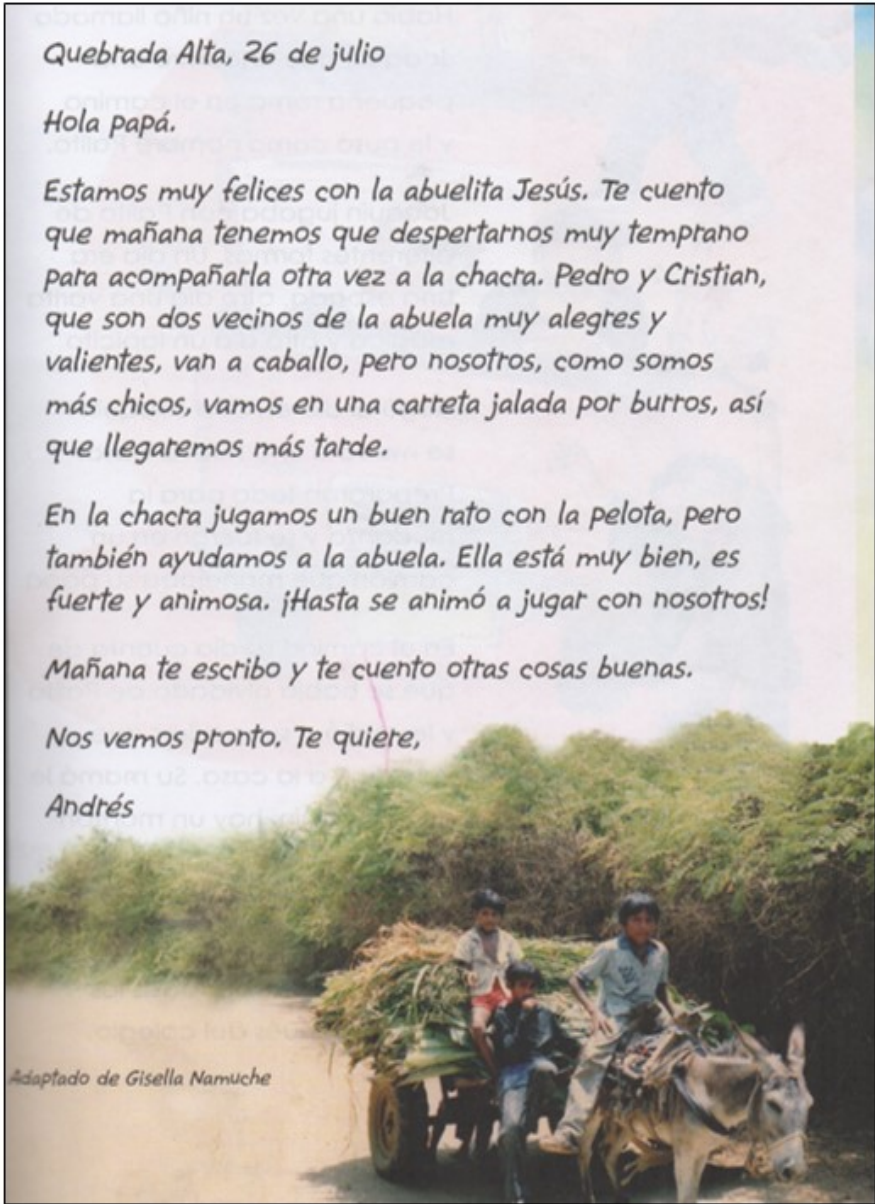 Quebrada Alta, 26 de julio
Hola papá.
Estamos muy felices con la abuelita Jesús. Te cuento
que mañana tenemos que despertarnos muy temprano
para acompañarla otra vez a la chacra. Pedro y Cristian,
que son dos vecinos de la abuela muy alegres y
valientes, van a caballo, pero nosotros, como somos
más chicos, vamos en una carreta jalada por burros, así
que llegaremos más tarde.
En la chacra jugamos un buen rato con la pelota, pero
también ayudamos a la abuela. Ella está muy bien, es
fuerte y animosa. ¡Hasta se animó a jugar con nosotros!
Mañana te escribo y te cuento otras cosas buenas.
Nos vemos pronto. Te quiere,
Andrés
Adaptado de Gisella Namuche